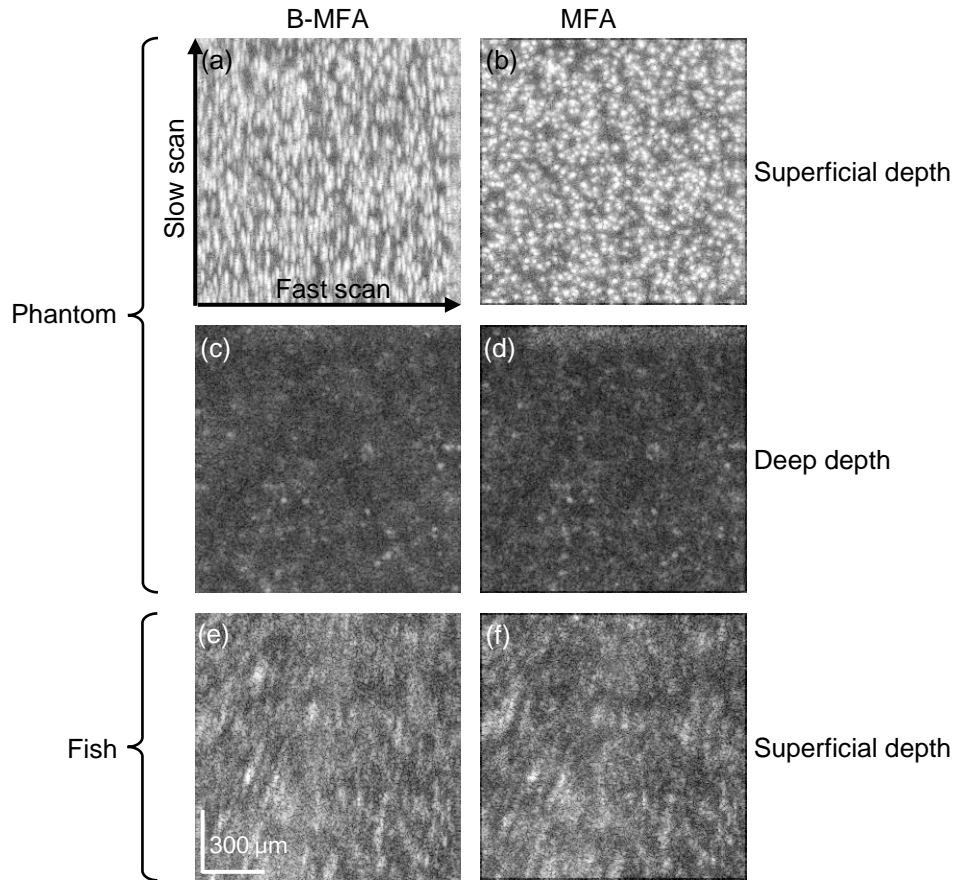 B-MFA MFA
(a) (b)
Slow scan
Fast scan
Superficial depth
Phantom
(c) (d)
Deep depth
(e) (f)
Fish
Superficial depth
300 μm